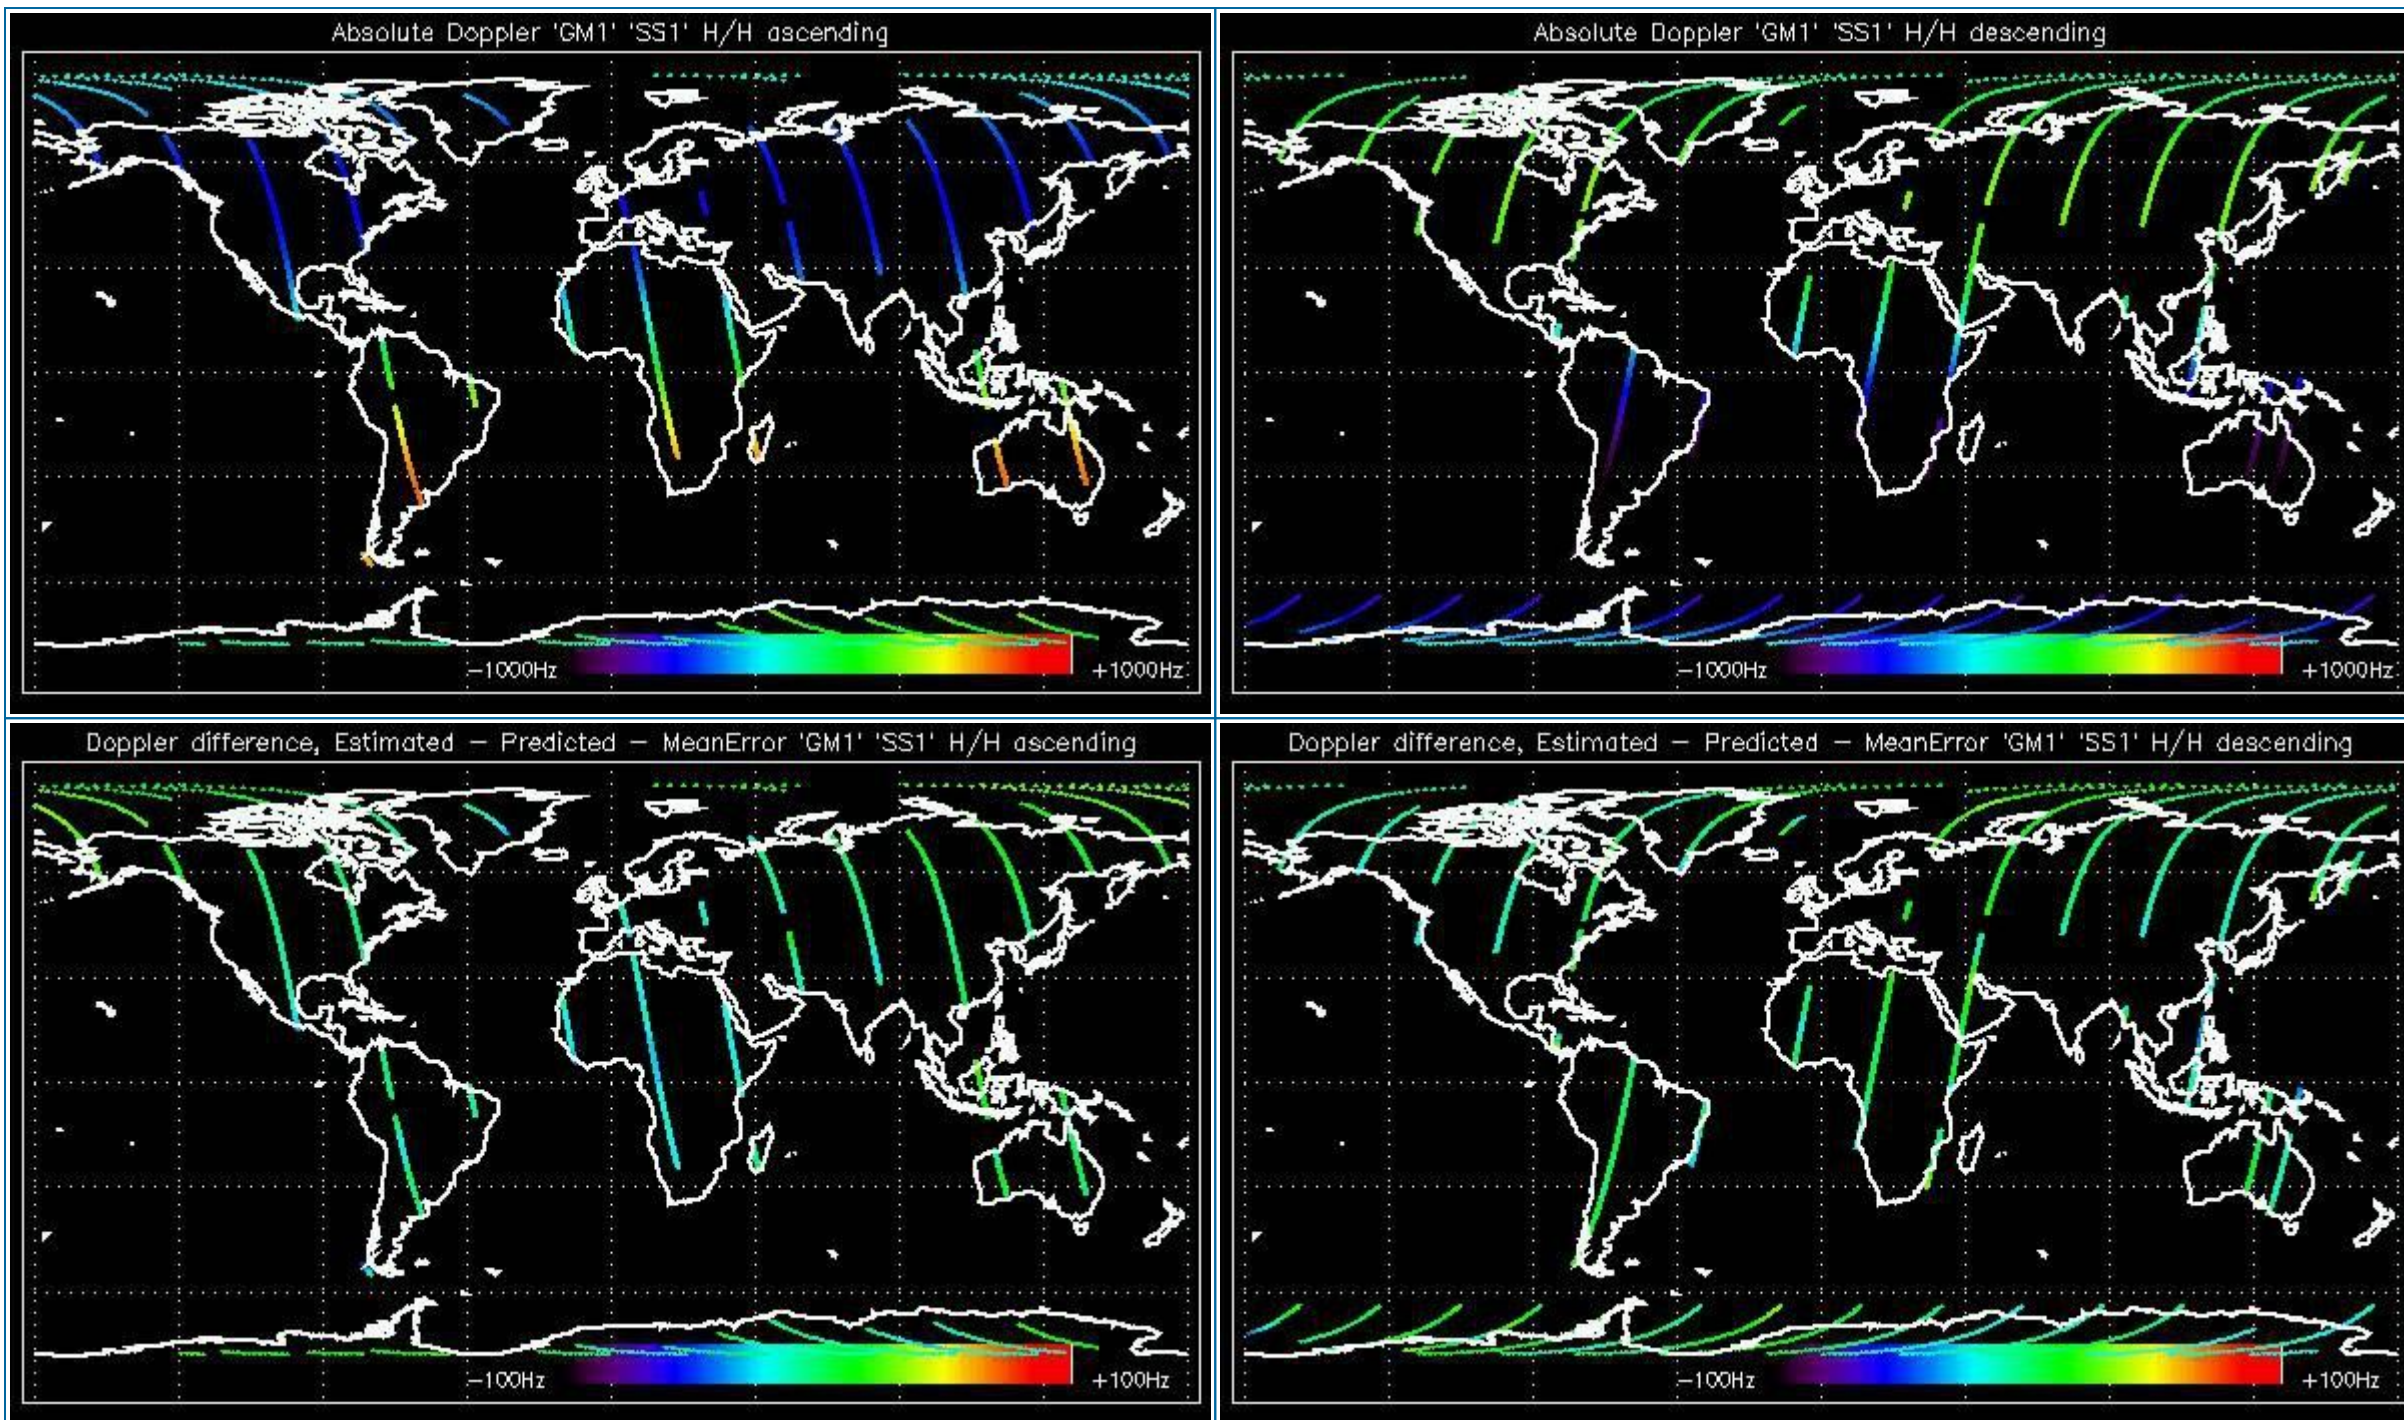 Absolute Doppler 'GM1' 'SS1' H/H ascending
−1000Hz +1000Hz
Absolute Doppler 'GM1' 'SS1' H/H descending
−1000Hz +1000Hz
Doppler difference, Estimated − Predicted − MeanError 'GM1' 'SS1' H/H ascending
−100Hz +100Hz
Doppler difference, Estimated − Predicted − MeanError 'GM1' 'SS1' H/H descending
−100Hz +100Hz